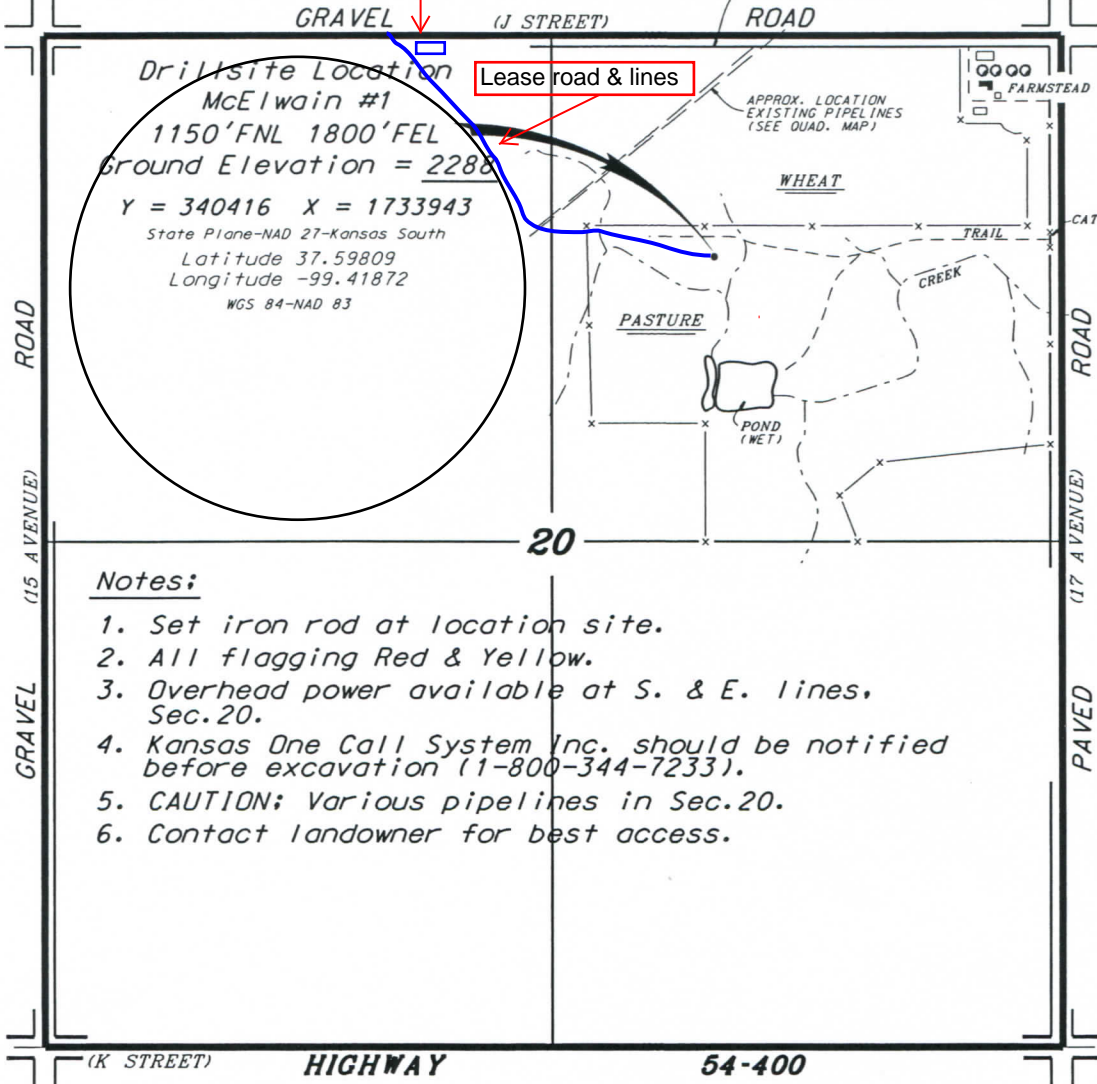 GRAVEL (J STREET) ROAD
Drillsite Location
McElwain #1
1150'FNL 1800'FEL
Ground Elevation = 2288
Y = 340416 X = 1733943
State Plane-NAD 27-Kansas South
Latitude 37.59809
Longitude -99.41872
WGS 84-NAD 83
Lease road & lines
APPROX. LOCATION
EXISTING PIPELINES
(SEE QUAD. MAP)
FARMSTEAD
WHEAT
TRAIL
CAT
CREEK
PASTURE
POND
(WET)
ROAD
(15 AVENUE)
GRAVEL
ROAD
(17 AVENUE)
PAVED
20
Notes:
1. Set iron rod at location site.
2. All flagging Red & Yellow.
3. Overhead power available at S. & E. lines,
Sec.20.
4. Kansas One Call System Inc. should be notified
before excavation (1-800-344-7233).
5. CAUTION: Various pipelines in Sec.20.
6. Contact landowner for best access.
(K STREET) HIGHWAY 54-400